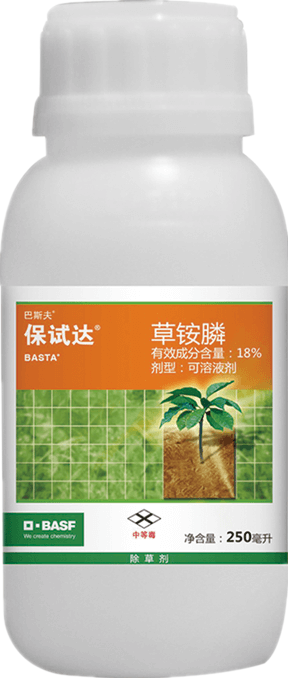 巴斯夫®
保试达®
BASTA®
草铵膦
有效成分含量：18%
剂型：可溶液剂
BASF
We create chemistry
中等毒
净含量：250毫升
除草剂